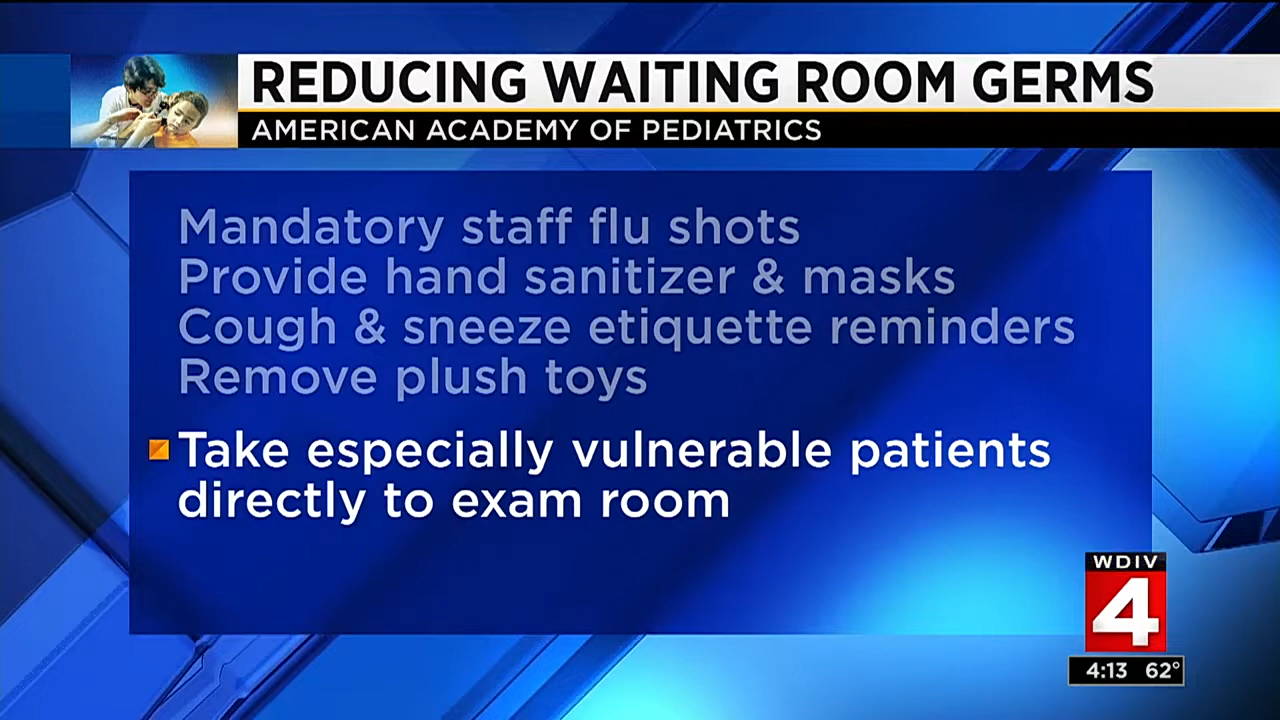 REDUCING WAITING ROOM GERMS
AMERICAN ACADEMY OF PEDIATRICS
Mandatory staff flu shots
Provide hand sanitizer & masks
Cough & sneeze etiquette reminders
Remove plush toys
Take especially vulnerable patients
directly to exam room
WDIV
4
4:13 62°